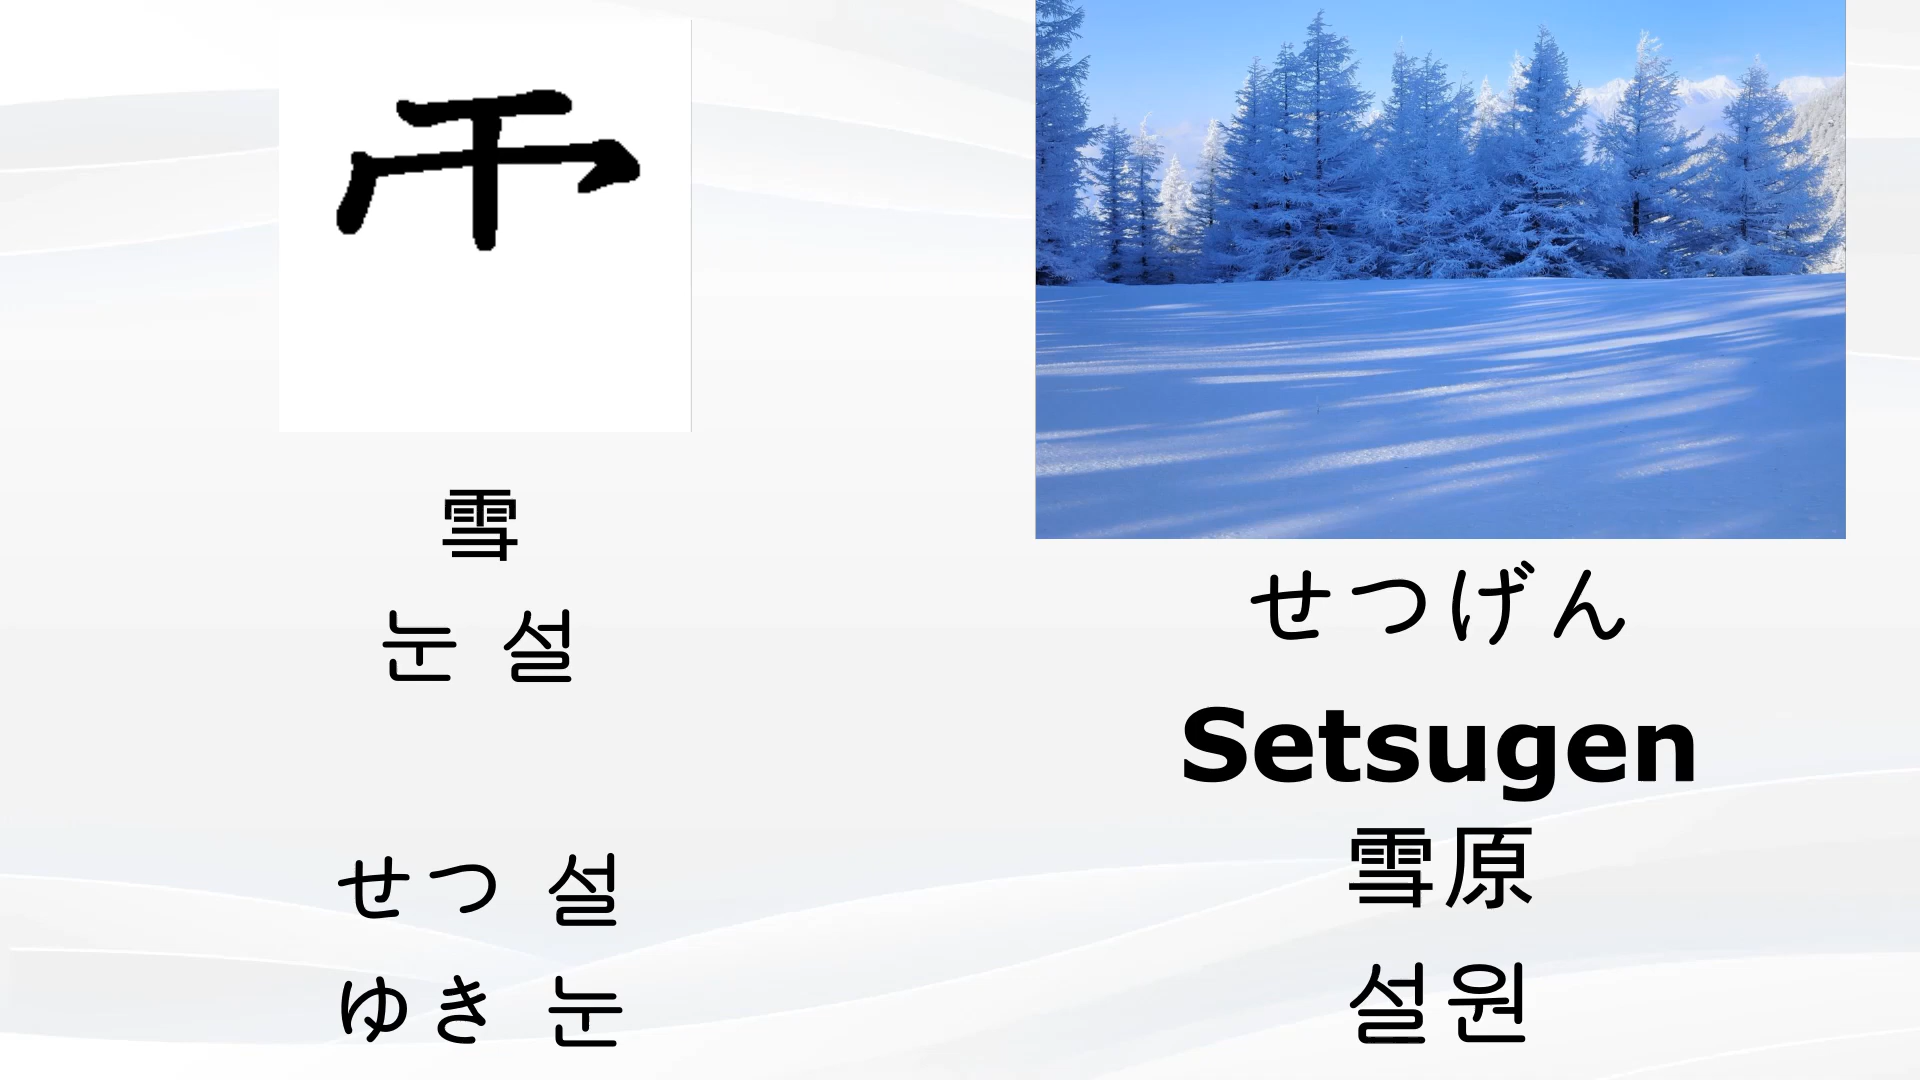 雪
눈 설
せつ 설
ゆき 눈
せつげん
Setsugen
雪原
설원